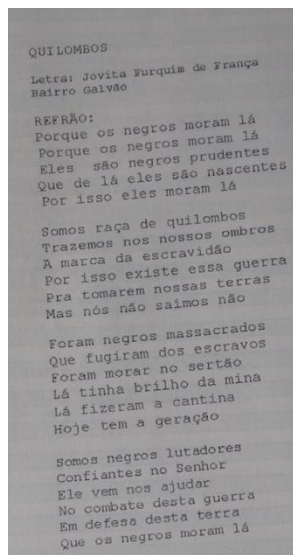 QUILOMBOS
Letra: Jovita Furquim de França
Bairro Galvão
REFRÃO:
Porque os negros moram lá
Porque os negros moram lá
Eles são negros prudentes
Que de lá eles são nascentes
Por isso eles moram lá
Somos raça de quilombos
Trazemos nos nossos ombros
A marca da escravidão
Por isso existe essa guerra
Pra tomarem nossas terras
Mas nós não saimos não
Foram negros massacrados
Que fugiram dos escravos
Foram morar no sertão
Lá tinha brilho da mina
Lá fizeram a cantina
Hoje tem a geração
Somos negros lutadores
Confiantes no Senhor
Ele vem nos ajudar
No combate desta guerra
Em defesa desta terra
Que os negros moram lá